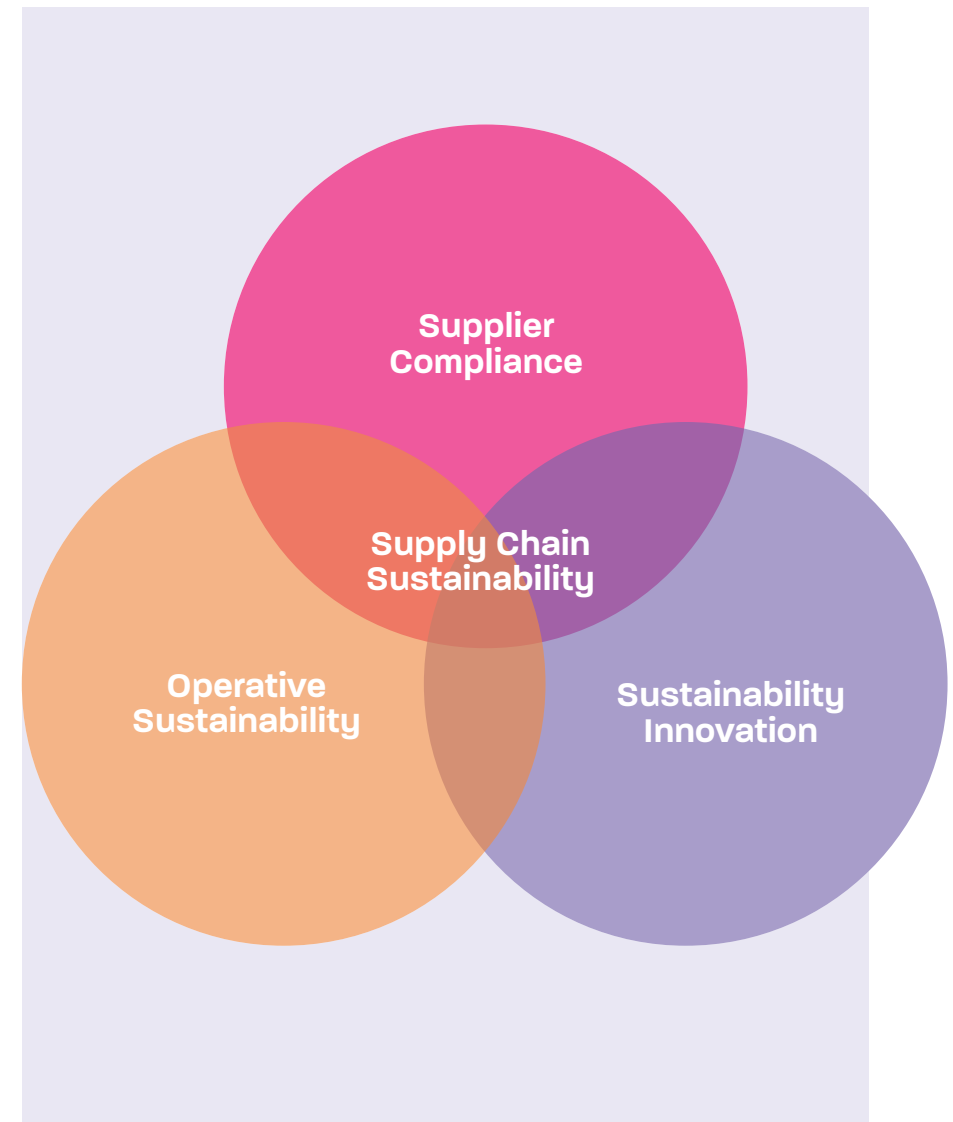 Supplier
Compliance
Supply Chain
Sustainability
Operative
Sustainability
Sustainability
Innovation